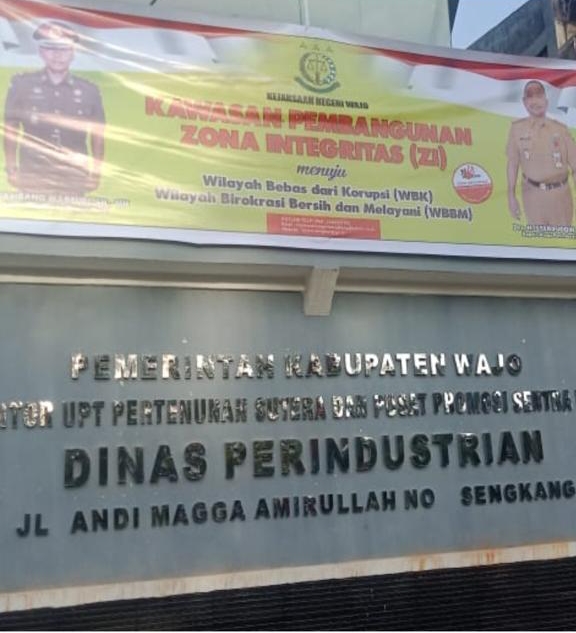 KEJAKSAAN NEGERI WAJO
KAWASAN PEMBANGUNAN
ZONA INTEGRITAS (ZI)
menuju
Wilayah Bebas dari Korupsi (WBK)
Wilayah Birokrasi Bersih dan Melayani (WBBM)
PEMERINTAH KABUPATEN WAJO
UPT PERTENUNAN SUTERA DAN PUSAT PROMOSI SENTRA
DINAS PERINDUSTRIAN
JL ANDI MAGGA AMIRULLAH NO SENGKANG